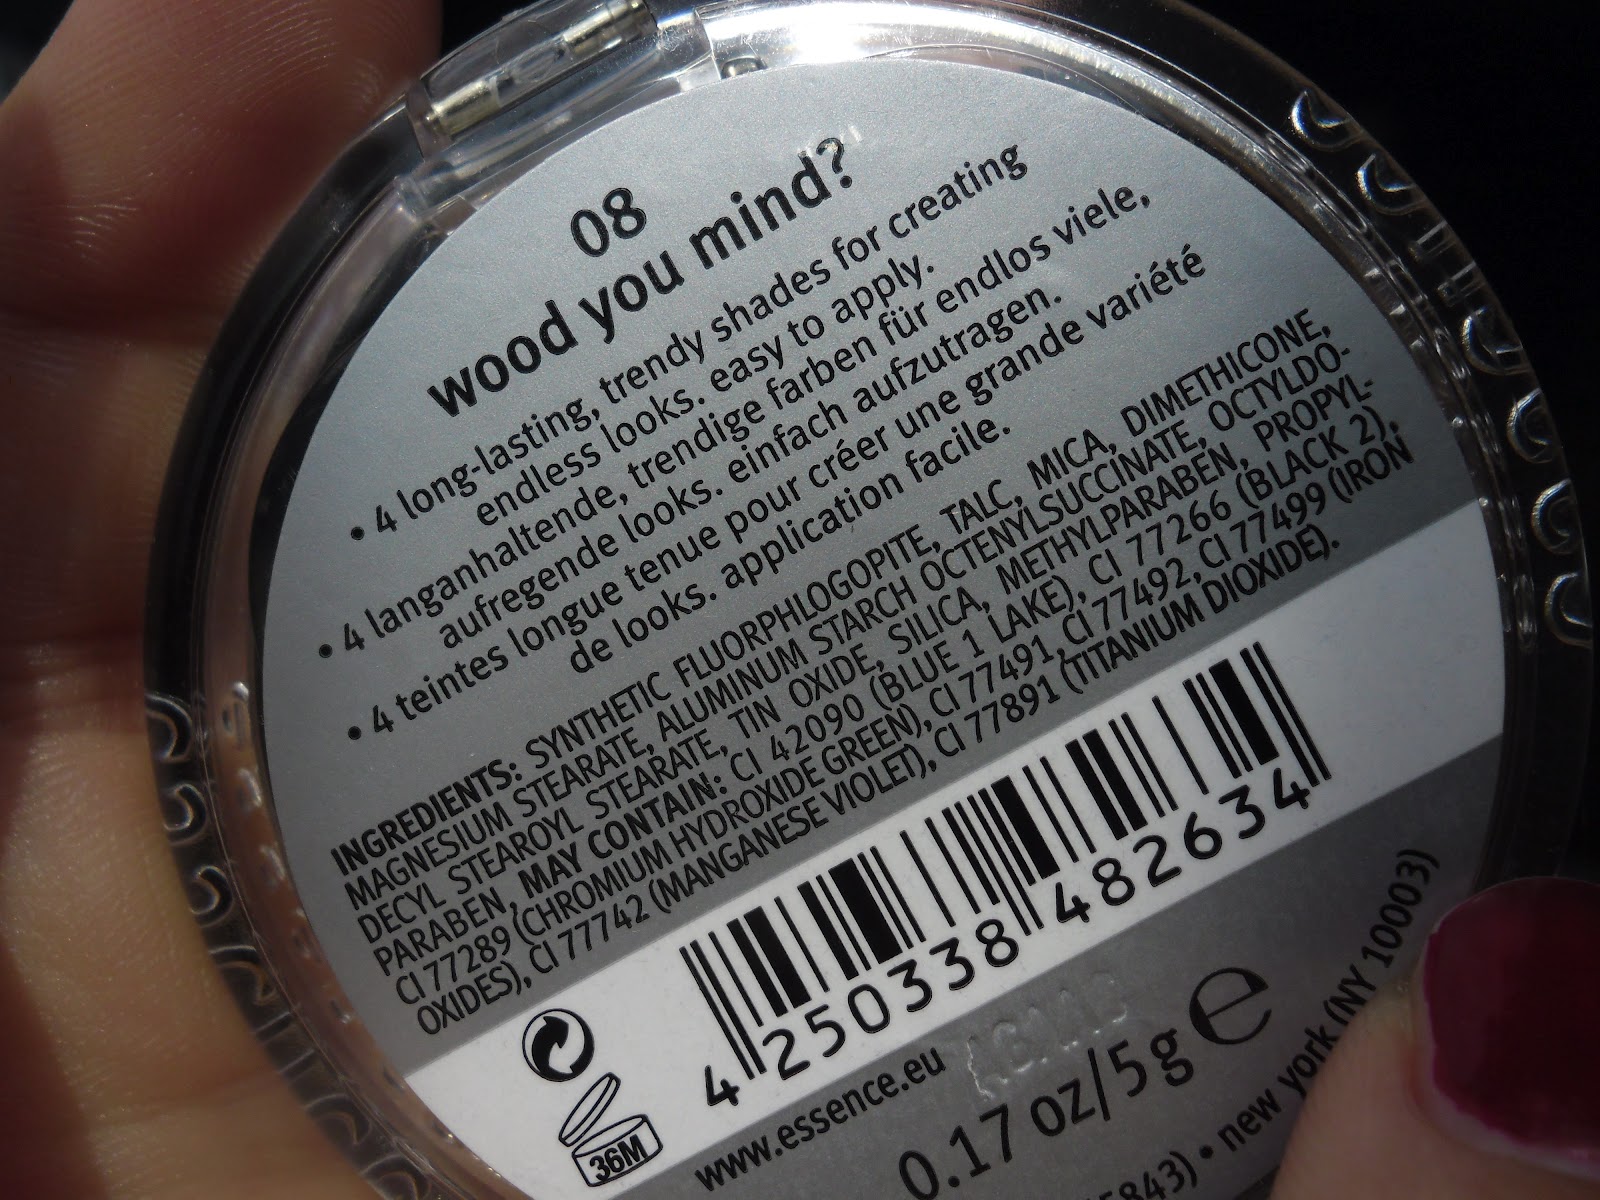 08
wood you mind?
• 4 long-lasting, trendy shades for creating
endless looks. easy to apply.
• 4 langanhaltende, trendige farben für endlos viele,
aufregende looks. einfach aufzutragen.
• 4 teintes longue tenue pour créer une grande variété
de looks. application facile.
INGREDIENTS: SYNTHETIC FLUORPHLOGOPITE, TALC, MICA, DIMETHICONE,
MAGNESIUM STEARATE, ALUMINUM STARCH OCTENYLSUCCINATE, OCTYLDO-
DECYL STEAROYL STEARATE, TIN OXIDE, SILICA, METHYLPARABEN, PROPYL-
PARABEN, MAY CONTAIN: CI 42090 (BLUE 1 LAKE), CI 77266 (BLACK 2),
CI 77289 (CHROMIUM HYDROXIDE GREEN), CI 77491, CI 77492, CI 77499 (IRON
OXIDES), CI 77742 (MANGANESE VIOLET), CI 77891 (TITANIUM DIOXIDE).
4 250338 482634
36M
www.essence.eu
0.17 oz/5g e
5843) • new york (NY 10003)